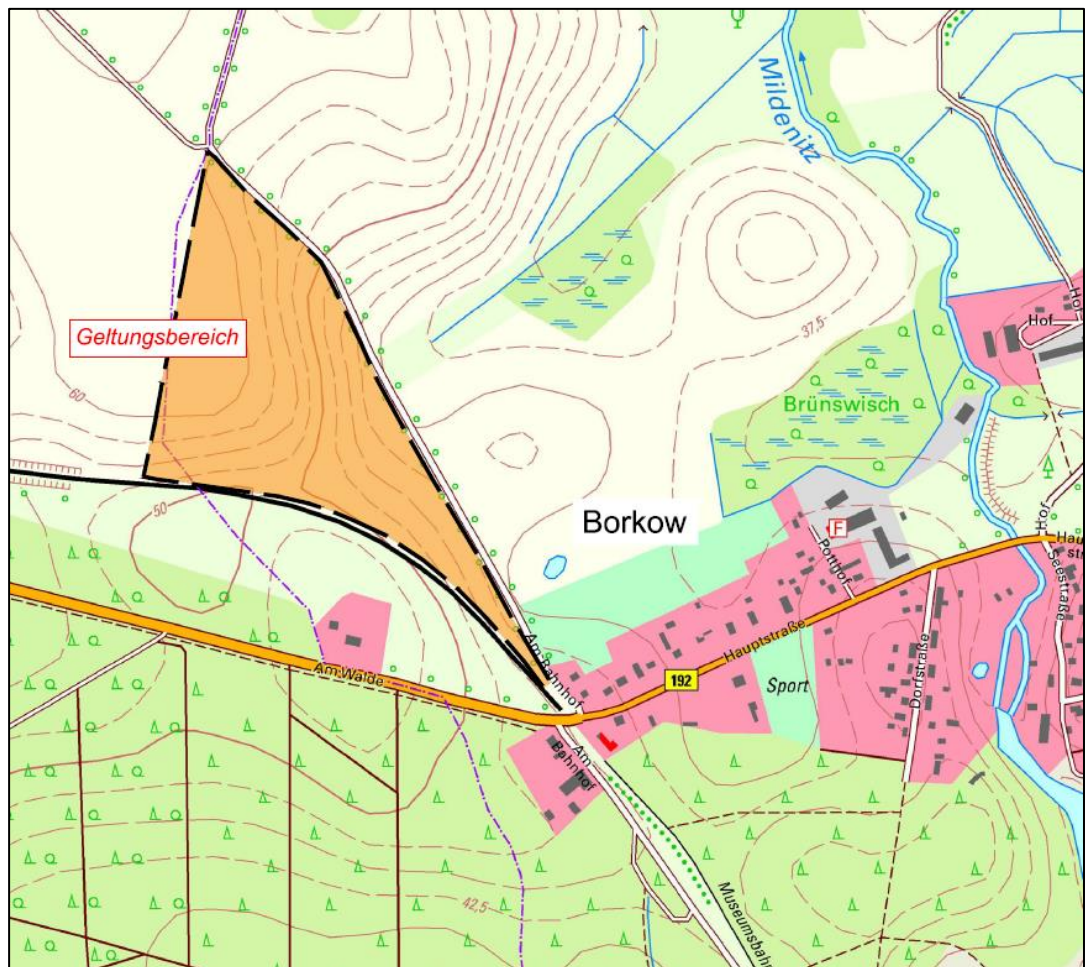 Mildenitz
Geltungsbereich
37,5
Hof
Hof
60
Brünswisch
50
Borkow
F
Potthof
Hof
Am Bahnhof
Hauptstraße
Seestraße
192
Dorfstraße
Am Walde
Sport
Am
Bahnhof
42,5
Museumsbahn